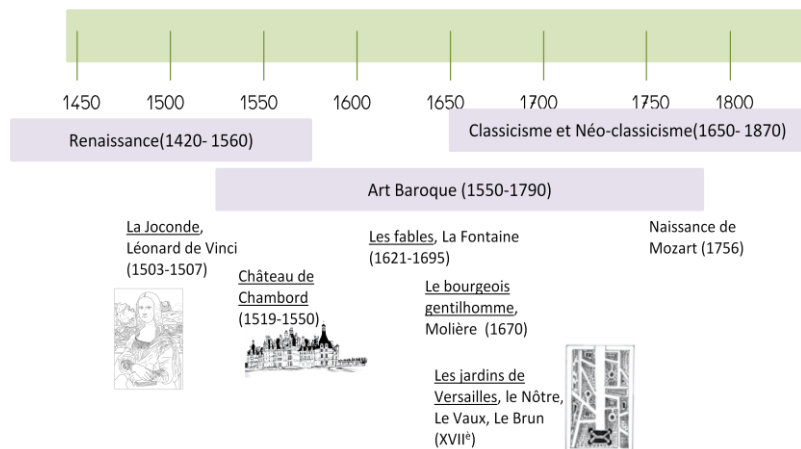 1450 1500 1550 1600 1650 1700 1750 1800
Renaissance(1420- 1560)
Classicisme et Néo-classicisme(1650- 1870)
Art Baroque (1550-1790)
La Joconde,
Léonard de Vinci
(1503-1507)
Château de
Chambord
(1519-1550)
Les fables, La Fontaine
(1621-1695)
Le bourgeois
gentilhomme,
Molière (1670)
Les jardins de
Versailles, le Nôtre,
Le Vaux, Le Brun
(XVIIè)
Naissance de
Mozart (1756)